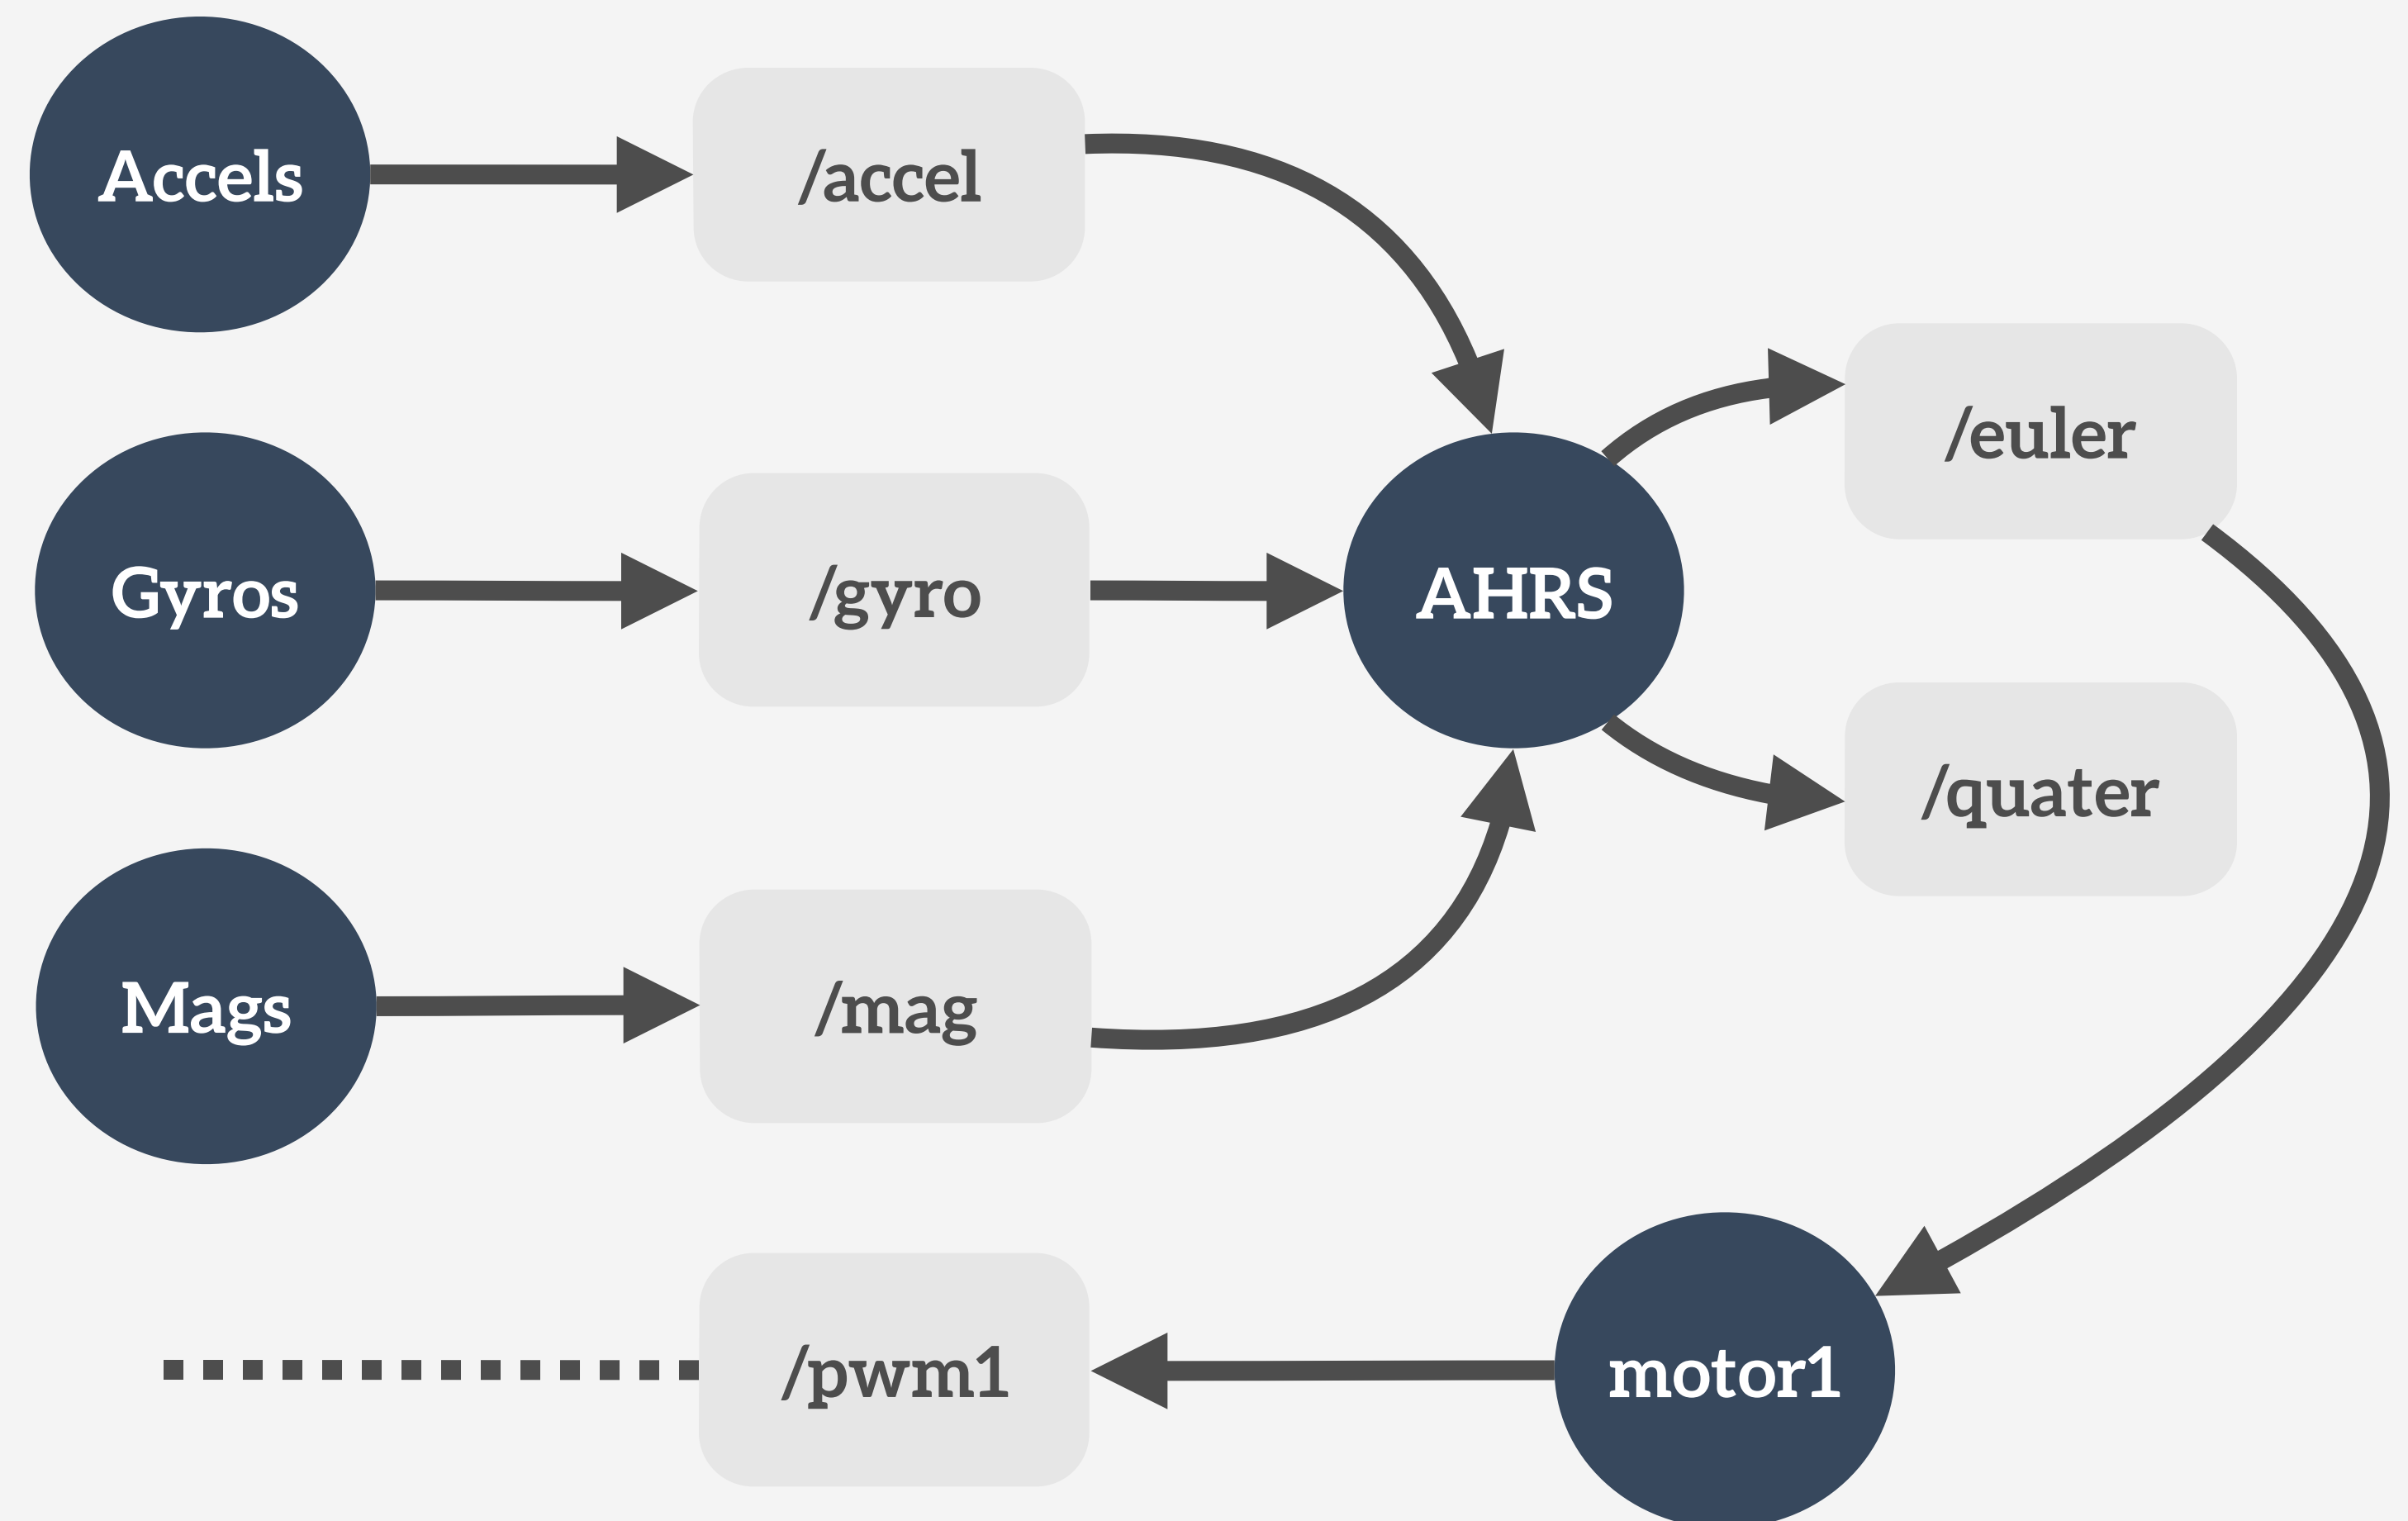 Accels
/accel
/euler
Gyros
/gyro
AHRS
/quater
Mags
/mag
/pwm1
motor1